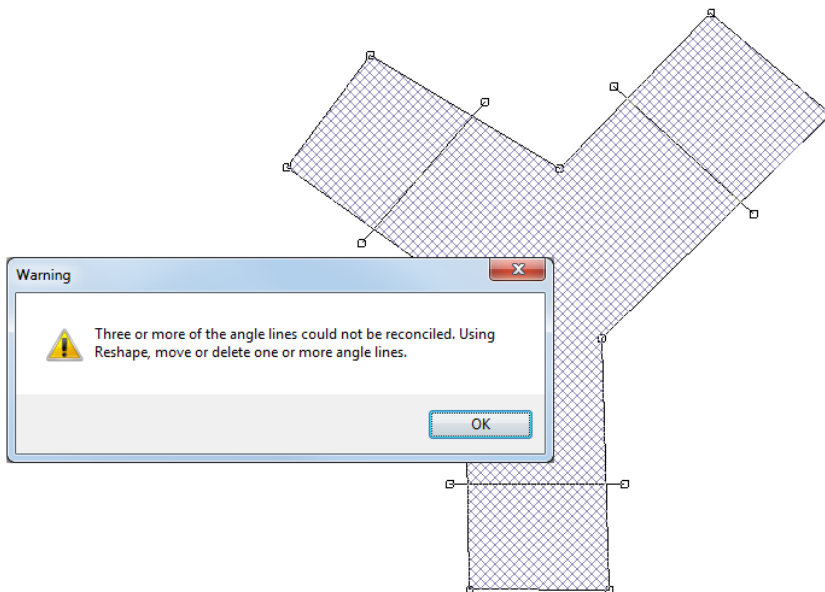 Warning
Three or more of the angle lines could not be reconciled. Using
Reshape, move or delete one or more angle lines.
OK